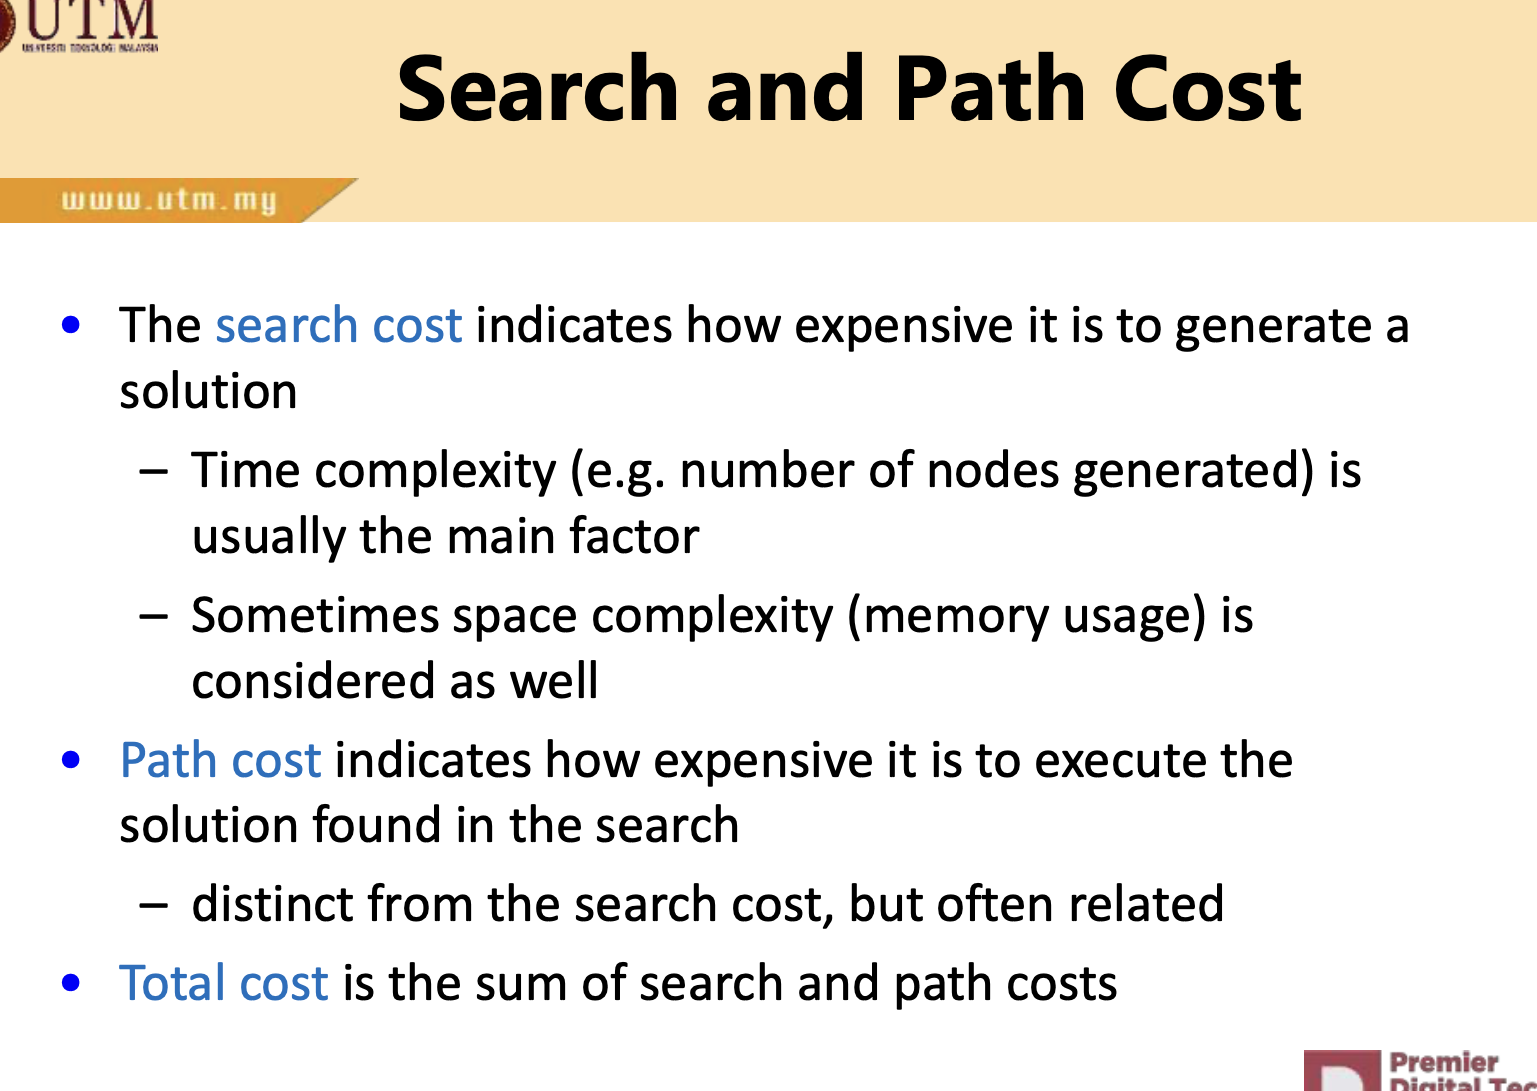 UTM
UNIVERSITI TEKNOLOGI MALAYSIA
Search and Path Cost
www.utm.my
• The search cost indicates how expensive it is to generate a
solution
– Time complexity (e.g. number of nodes generated) is
usually the main factor
– Sometimes space complexity (memory usage) is
considered as well
• Path cost indicates how expensive it is to execute the
solution found in the search
– distinct from the search cost, but often related
• Total cost is the sum of search and path costs
Premier
Digital Tec